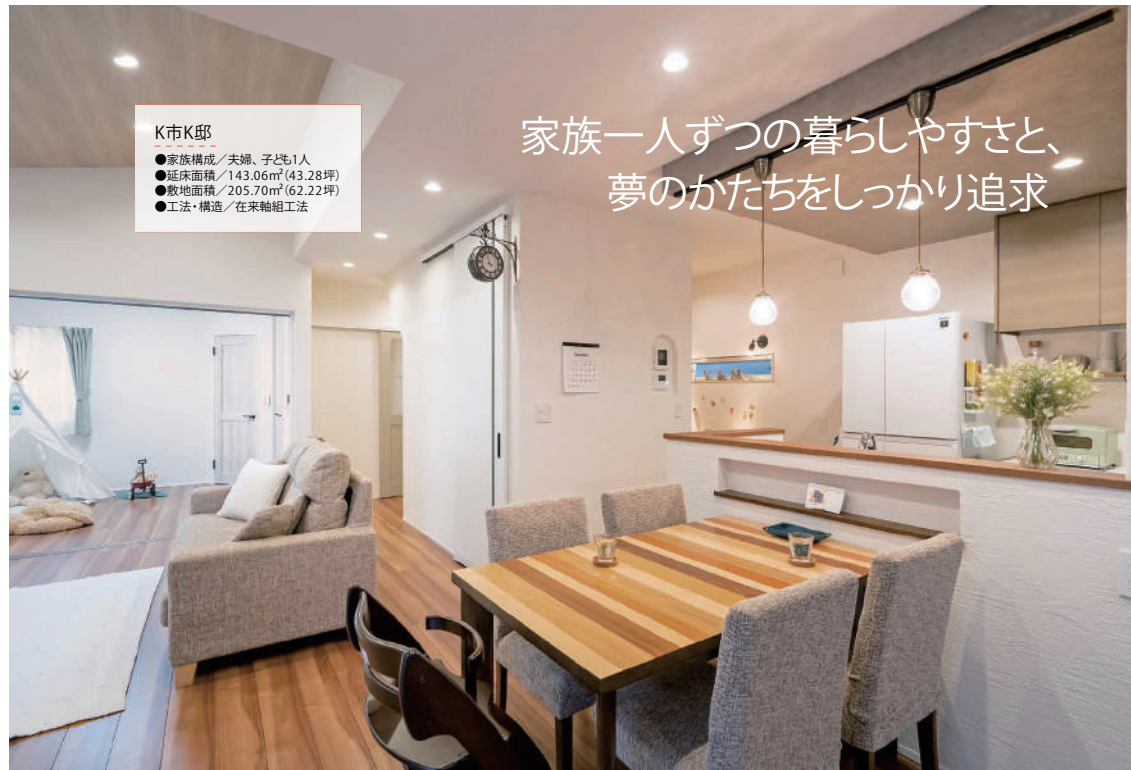 K市K邸
●家族構成／夫婦、子ども1人
●延床面積／143.06m²(43.28坪)
●敷地面積／205.70m²(62.22坪)
●工法・構造／在来軸組工法
家族一人ずつの暮らしやすさと、
夢のかたちをしっかり追求